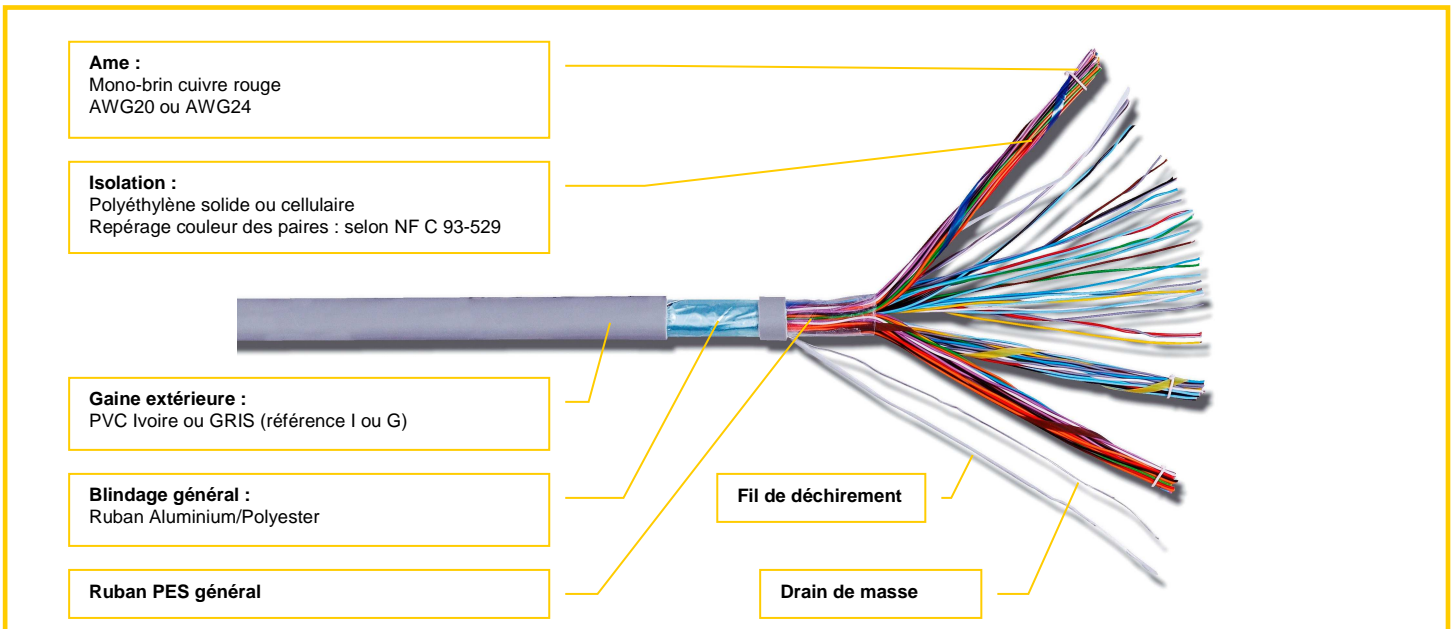 Ame :
Mono-brin cuivre rouge
AWG20 ou AWG24
Isolation :
Polyéthylène solide ou cellulaire
Repérage couleur des paires : selon NF C 93-529
Gaine extérieure :
PVC Ivoire ou GRIS (référence I ou G)
Blindage général :
Ruban Aluminium/Polyester
Fil de déchirement
Ruban PES général
Drain de masse